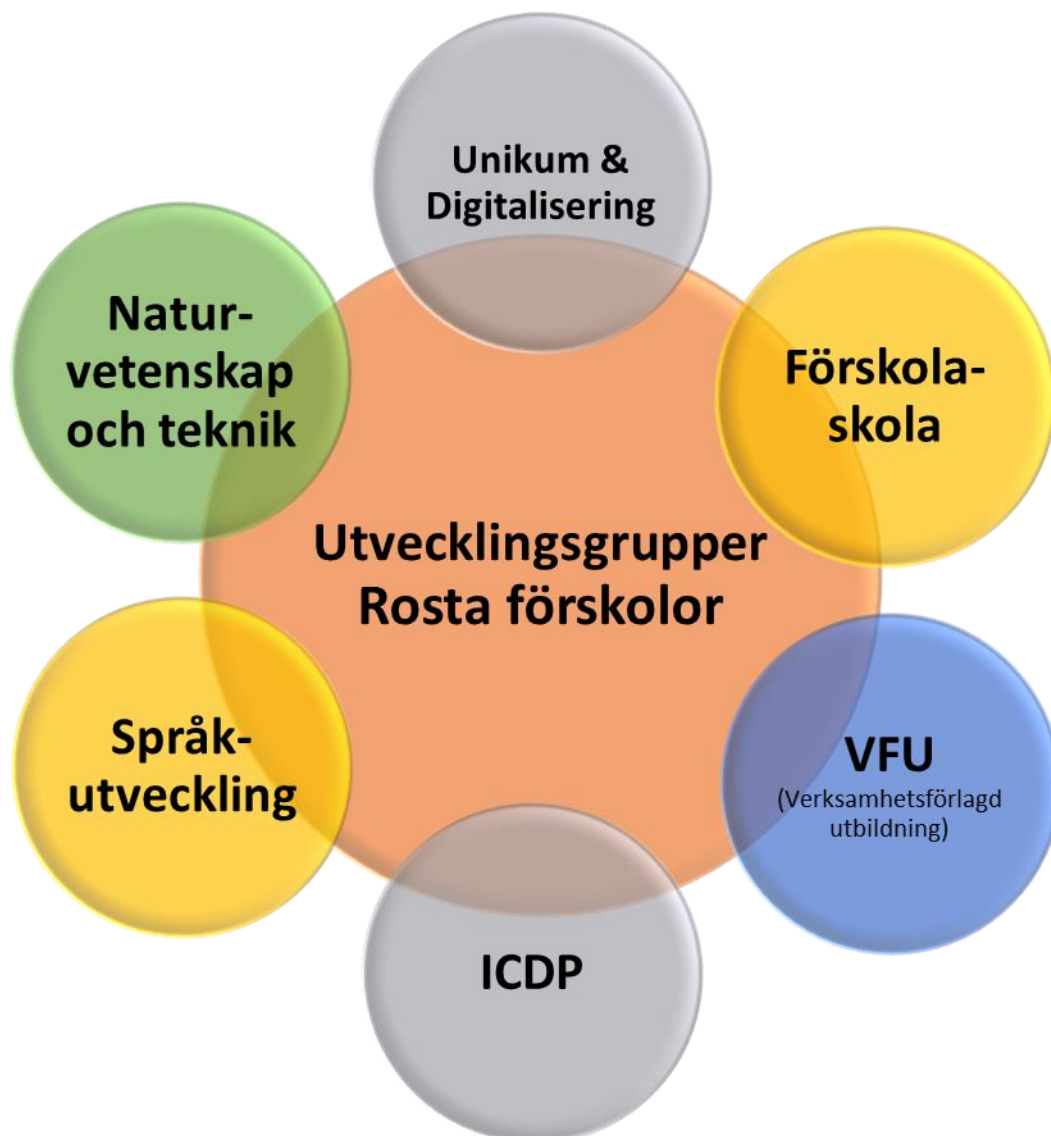 Unikum &
Digitalisering
Natur-
vetenskap
och teknik
Förskola-
skola
Utvecklingsgrupper
Rosta förskolor
Språk-
utveckling
VFU
(Verksamhetsförlagd
utbildning)
ICDP